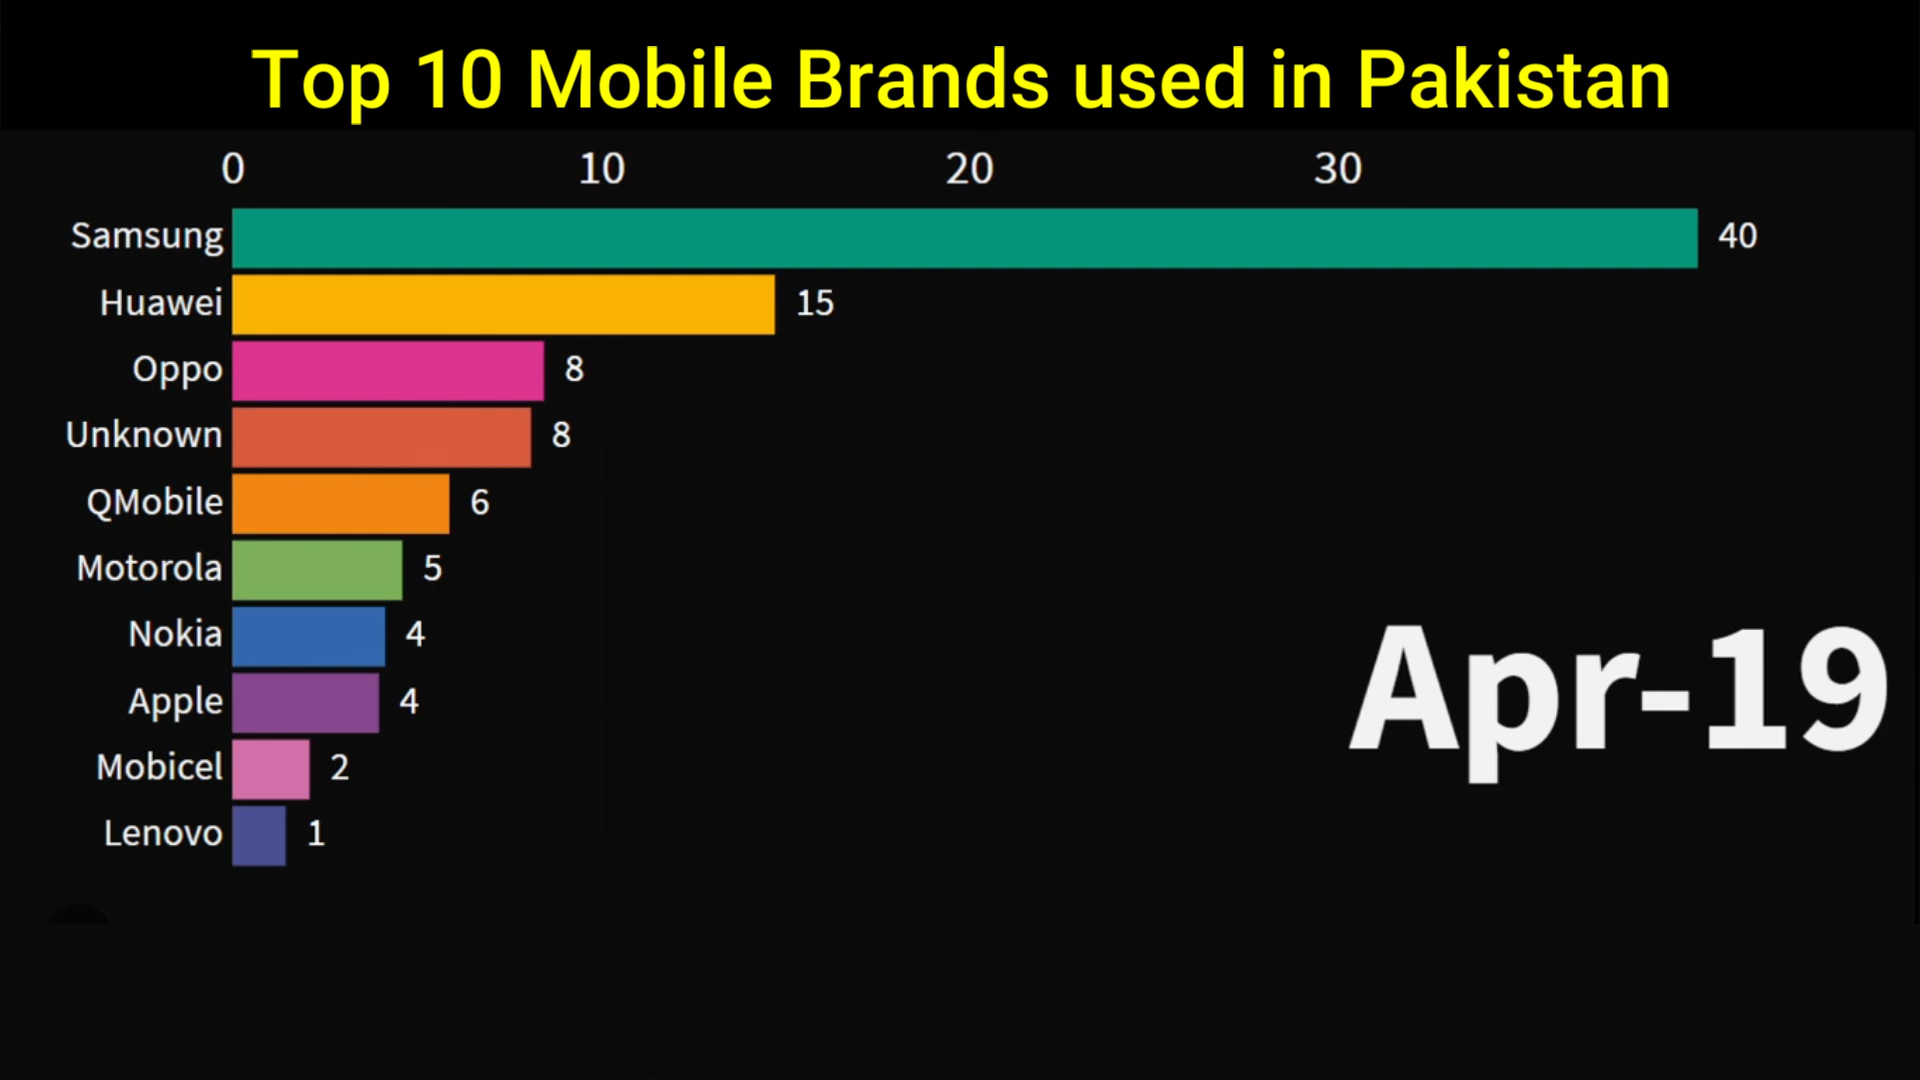 Top 10 Mobile Brands used in Pakistan
0 10 20 30
Samsung 40
Huawei 15
Oppo 8
Unknown 8
QMobile 6
Motorola 5
Nokia 4
Apple 4
Mobicel 2
Lenovo 1
Apr-19